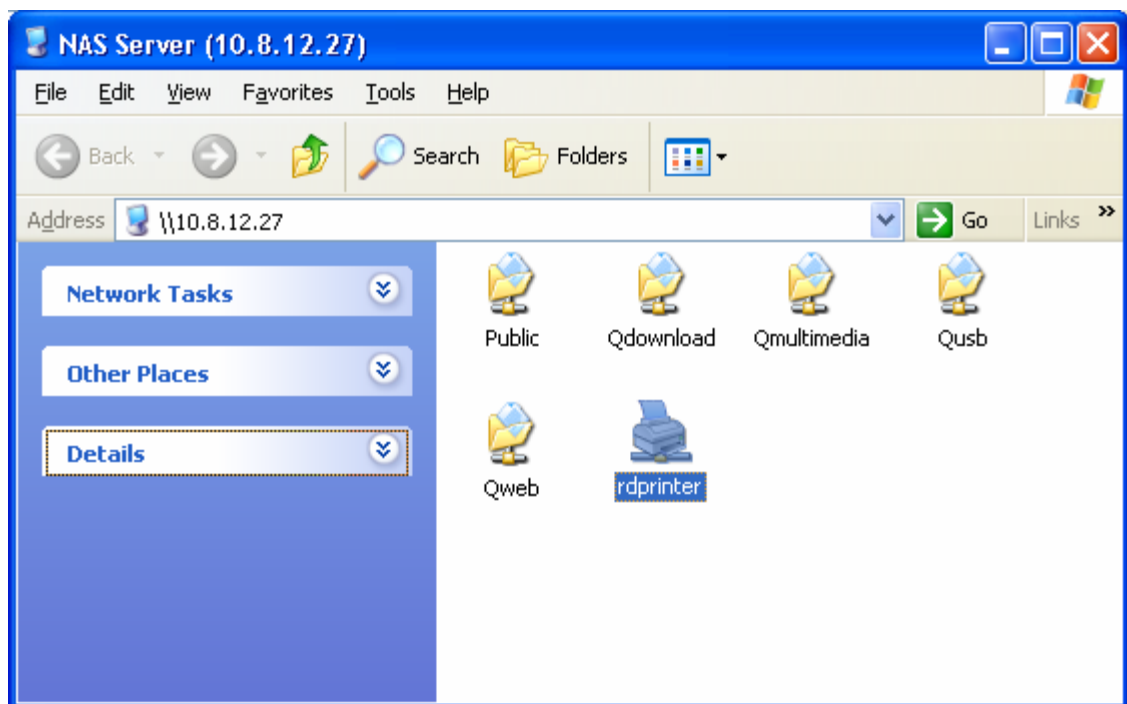 NAS Server (10.8.12.27)
File Edit View Favorites Tools Help
Back Search Folders
Address \\10.8.12.27 Go Links »
Network Tasks
Other Places
Details
Public Qdownload Qmultimedia Qusb
Qweb rdprinter